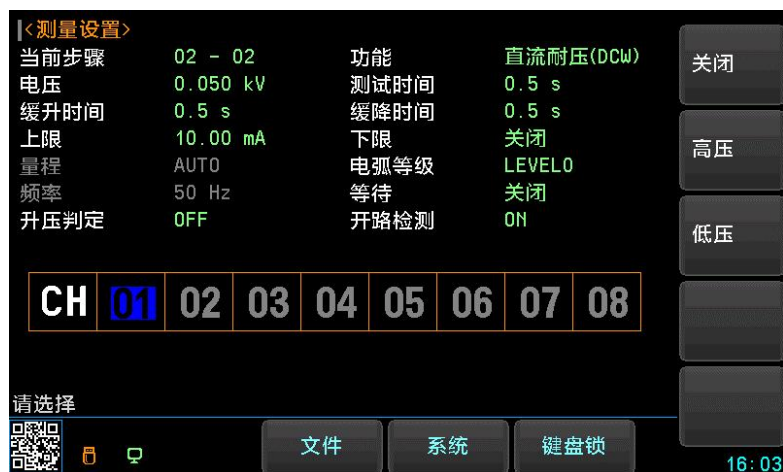 <测量设置>
当前步骤 02 - 02 功能 直流耐压(DCW)
电压 0.050 kV 测试时间 0.5 s
缓升时间 0.5 s 缓降时间 0.5 s
上限 10.00 mA 下限 关闭
量程 AUTO 电弧等级 LEVEL0
频率 50 Hz 等待 关闭
升压判定 OFF 开路检测 ON
CH 01 02 03 04 05 06 07 08
请选择
文件 系统 键盘锁
关闭
高压
低压
16:03